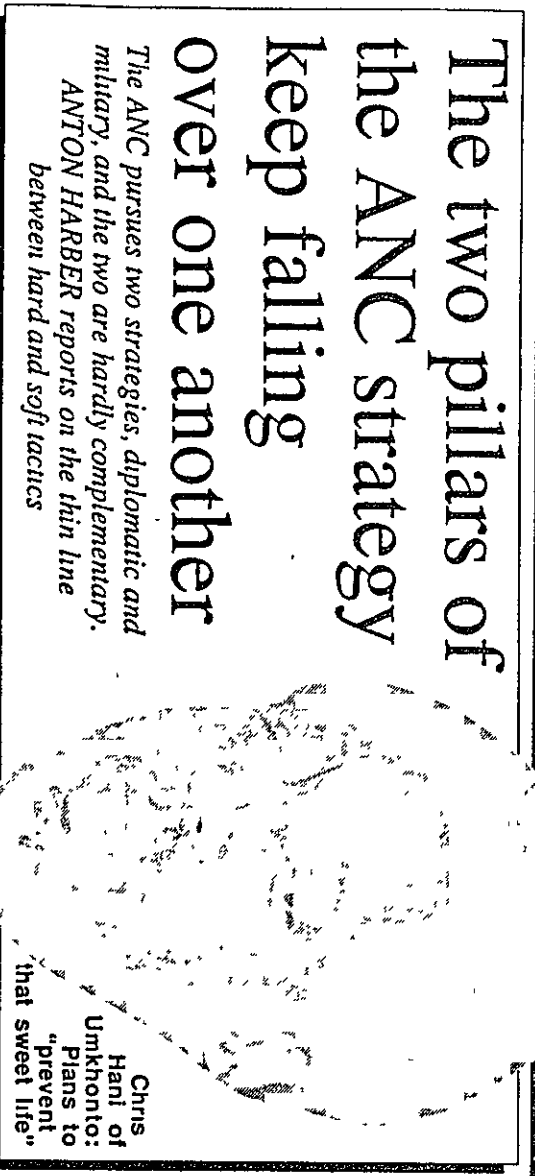 The two pillars of
the ANC strategy
keep falling
over one another
The ANC pursues two strategies, diplomatic and
military, and the two are hardly complementary.
ANTON HARBER reports on the thin line
between hard and soft tactics
Chris
Hani of
Umkhonto:
Plans to
"prevent
that sweet life"